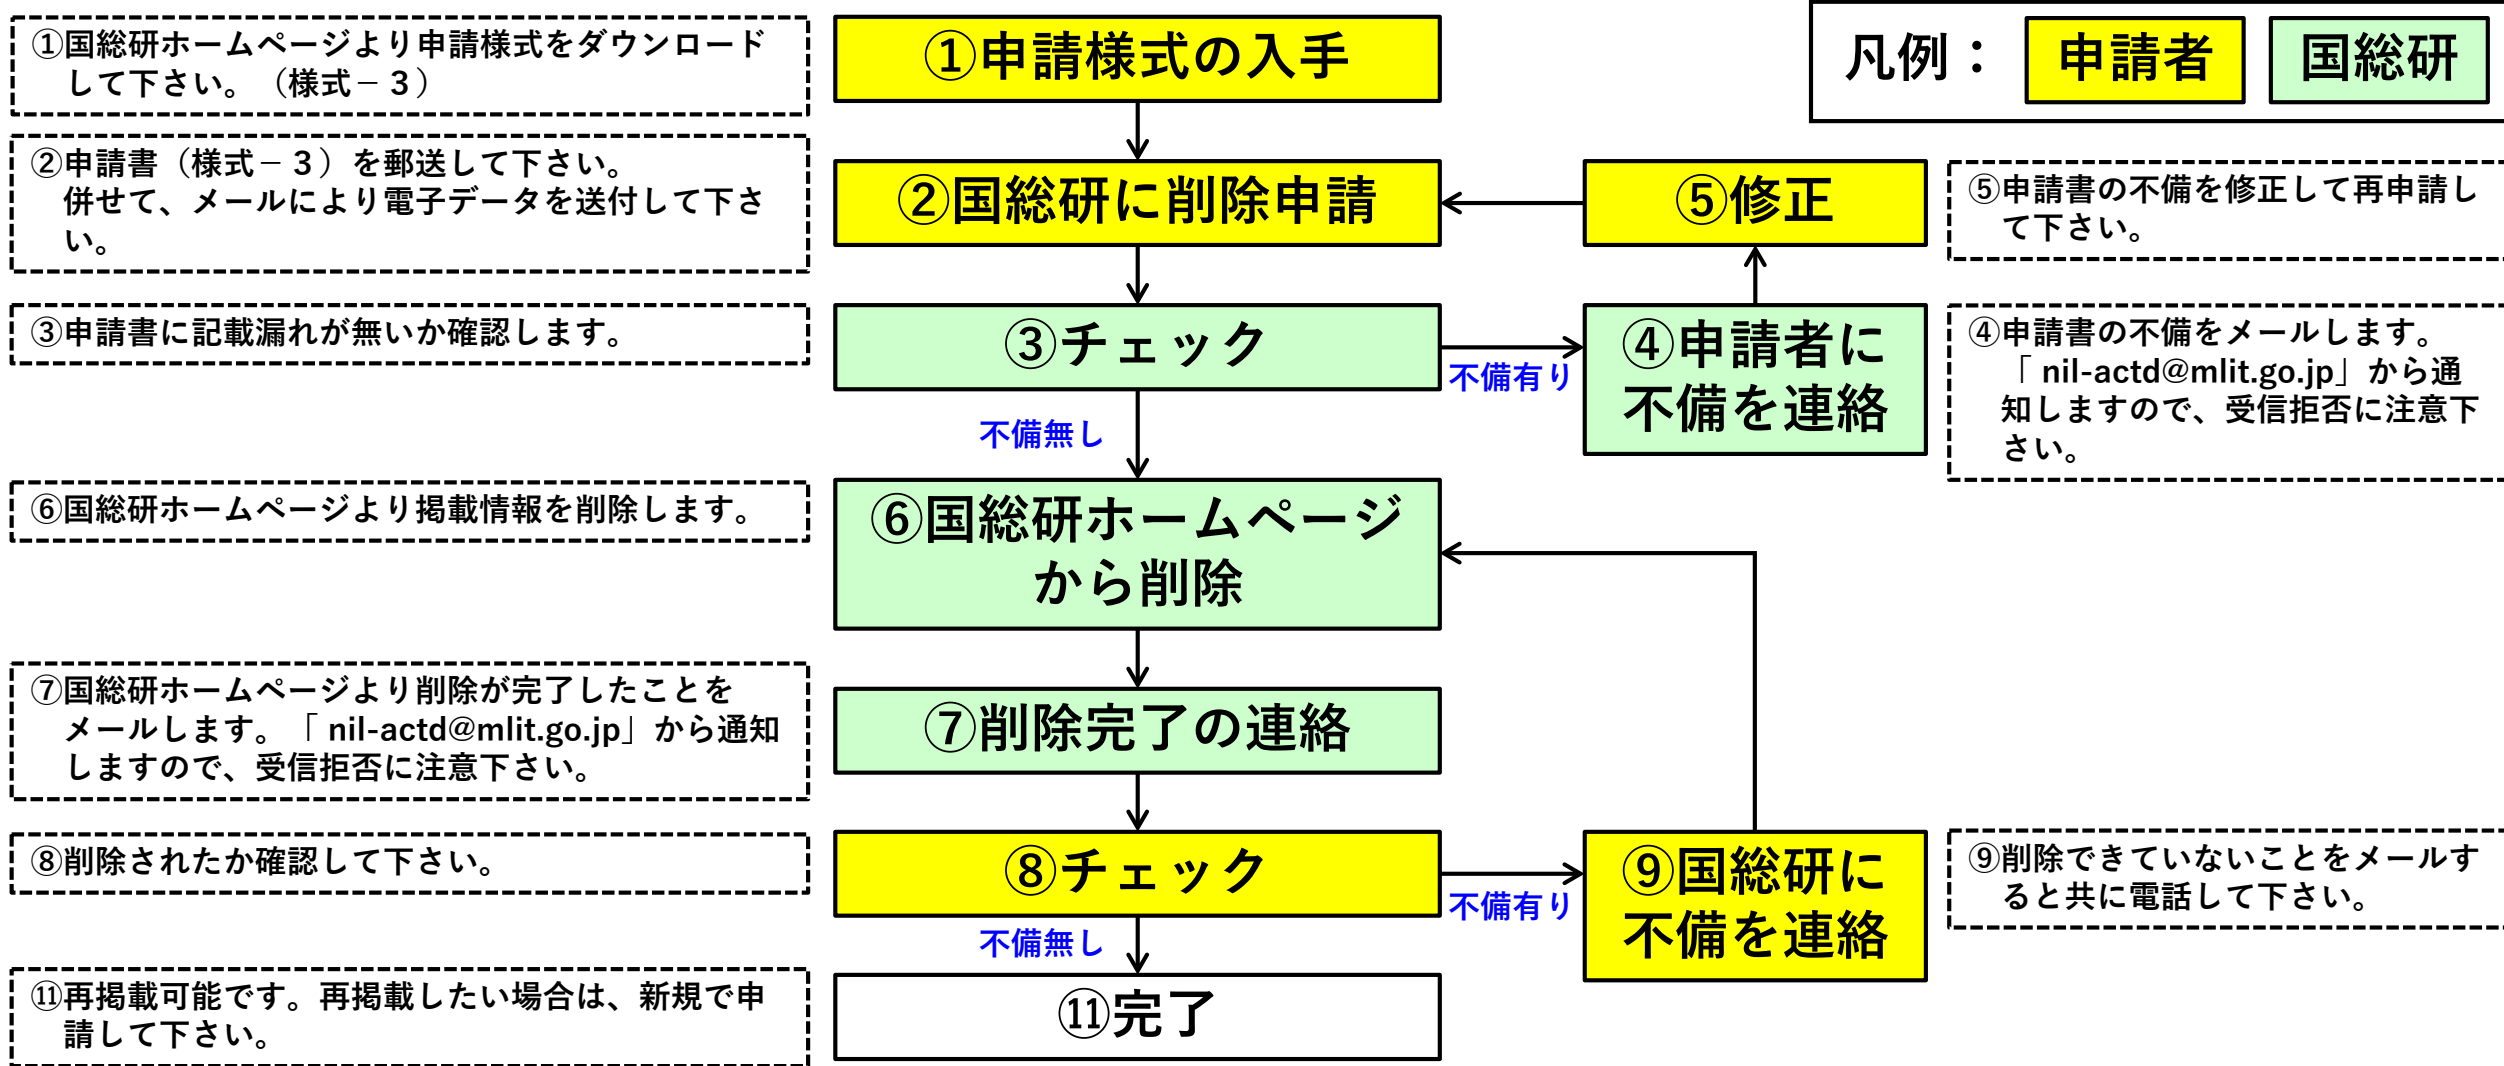 ①国総研ホームページより申請様式をダウンロード
して下さい。（様式－３）
①申請様式の入手
凡例：
申請者
国総研
②申請書（様式－３）を郵送して下さい。
併せて、メールにより電子データを送付して下さ
い。
②国総研に削除申請
⑤修正
⑤申請書の不備を修正して再申請し
て下さい。
③申請書に記載漏れが無いか確認します。
③チェック
不備有り
④申請者に
不備を連絡
④申請書の不備をメールします。
「 nil-actd@mlit.go.jp」から通
知しますので、受信拒否に注意下
さい。
不備無し
⑥国総研ホームページより掲載情報を削除します。
⑥国総研ホームページ
から削除
⑦国総研ホームページより削除が完了したことを
メールします。「 nil-actd@mlit.go.jp」から通知
しますので、受信拒否に注意下さい。
⑦削除完了の連絡
⑧削除されたか確認して下さい。
⑧チェック
不備有り
⑨国総研に
不備を連絡
⑨削除できていないことをメールす
ると共に電話して下さい。
不備無し
⑪再掲載可能です。再掲載したい場合は、新規で申
請して下さい。
⑪完了